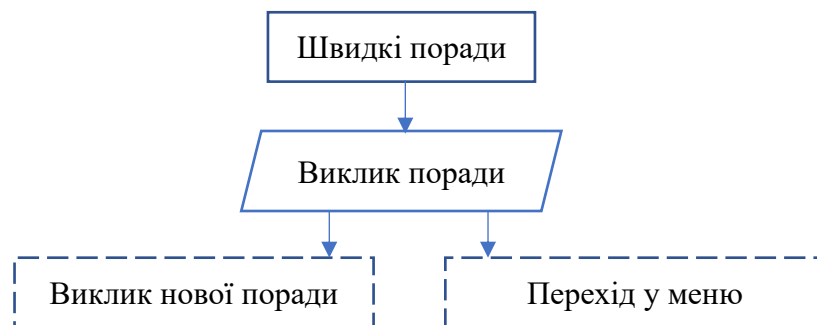 Швидкі поради
Виклик поради
Виклик нової поради
Перехід у меню